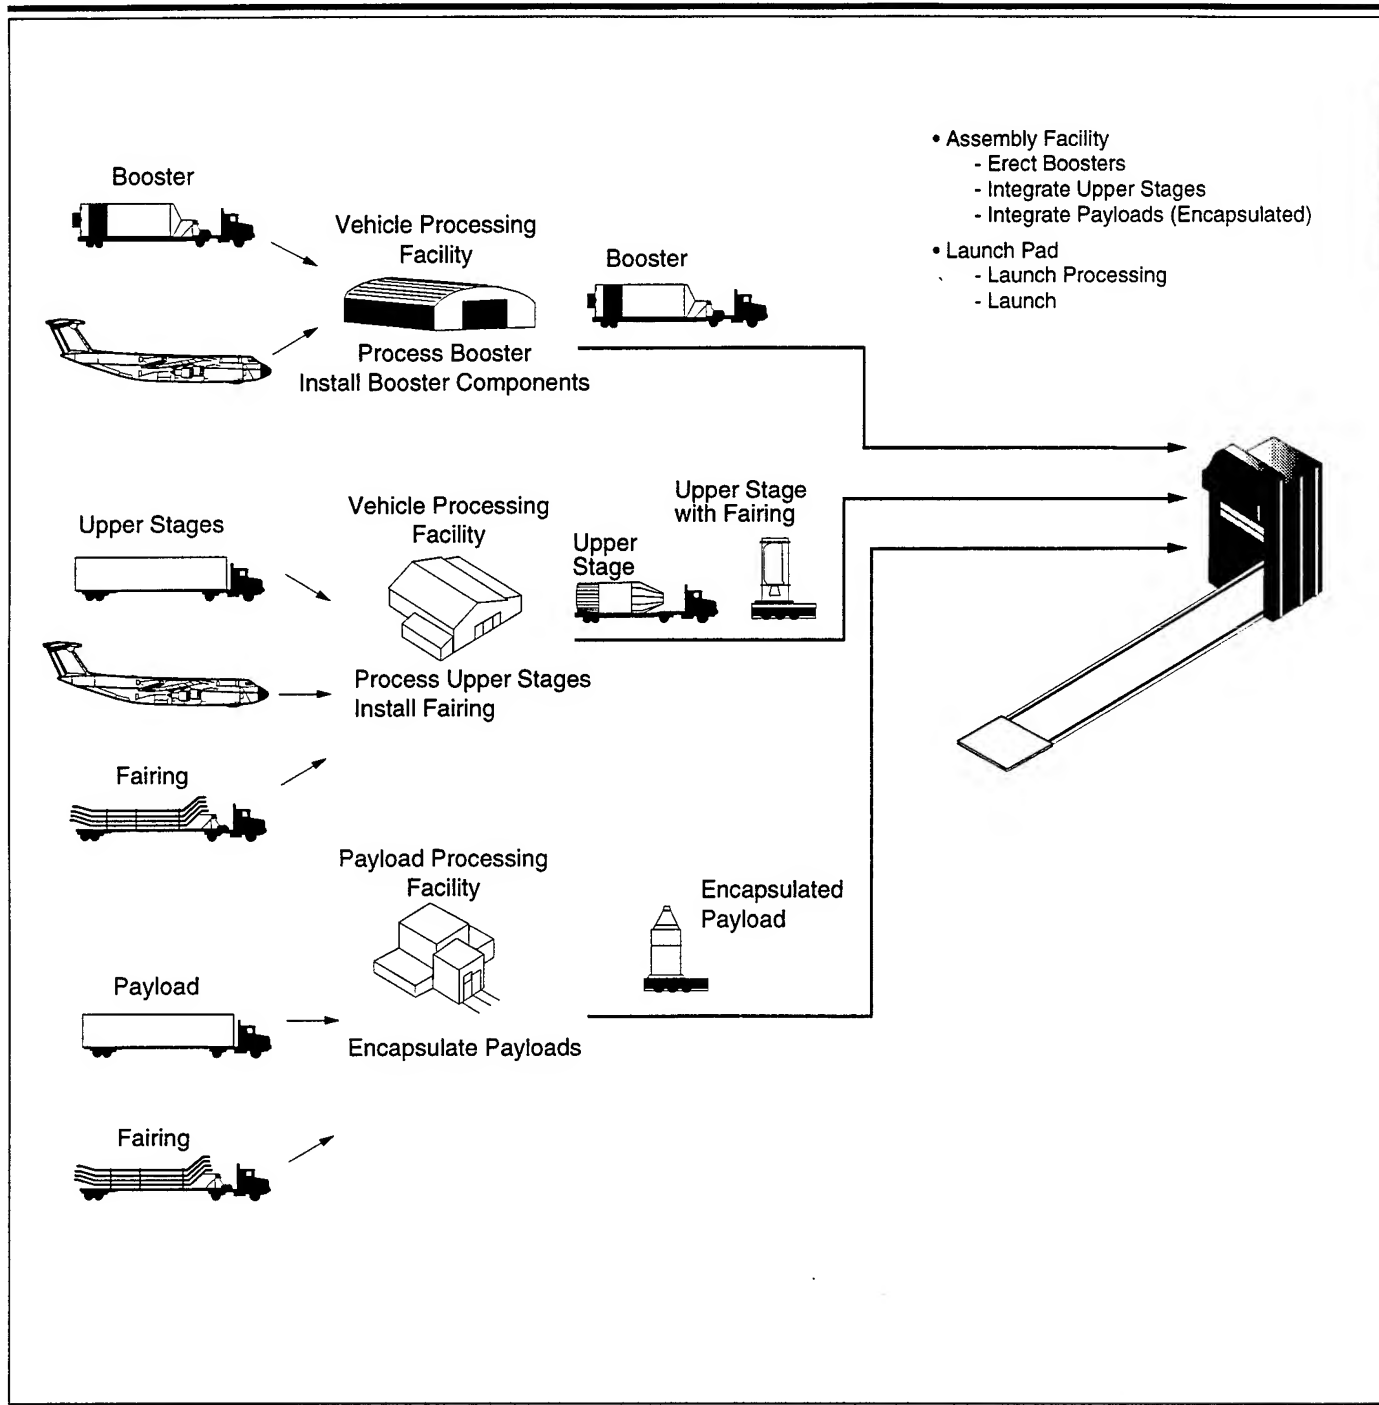 • Assembly Facility
- Erect Boosters
- Integrate Upper Stages
- Integrate Payloads (Encapsulated)
• Launch Pad
- Launch Processing
- Launch
Booster
Vehicle Processing
Facility
Process Booster
Install Booster Components
Booster
Upper Stages
Vehicle Processing
Facility
Process Upper Stages
Install Fairing
Upper
Stage
Upper Stage
with Fairing
Fairing
Payload Processing
Facility
Encapsulate Payloads
Encapsulated
Payload
Payload
Fairing